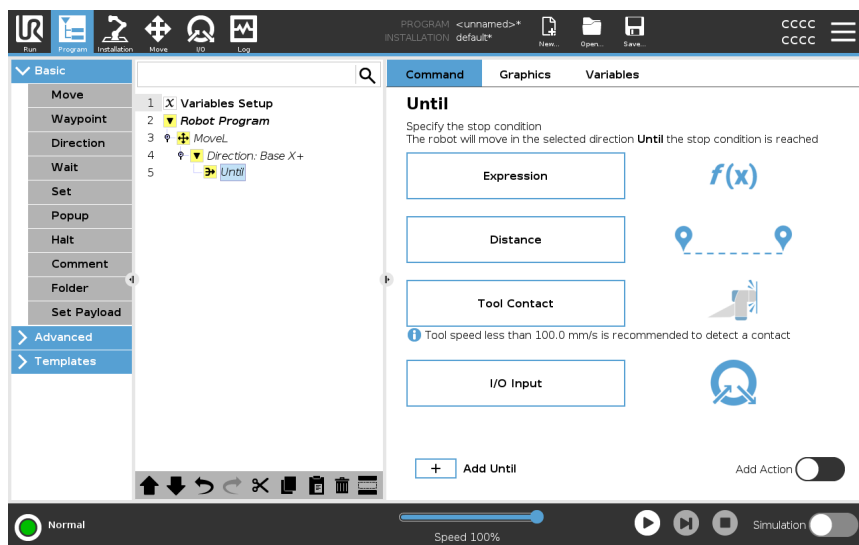 UR
PROGRAM <unnamed>*
INSTALLATION default*
CCCC
CCCC
Run Program Installation Move I/O Log New... Open... Save...
Basic
Move
Waypoint
Direction
Wait
Set
Popup
Halt
Comment
Folder
Set Payload
Advanced
Templates
1 X Variables Setup
2 Robot Program
3 MoveL
4 Direction: Base X+
5 Until
Command Graphics Variables
Until
Specify the stop condition
The robot will move in the selected direction Until the stop condition is reached
Expression f(x)
Distance
Tool Contact
Tool speed less than 100.0 mm/s is recommended to detect a contact
I/O Input
+ Add Until Add Action
Normal
Speed 100%
Simulation